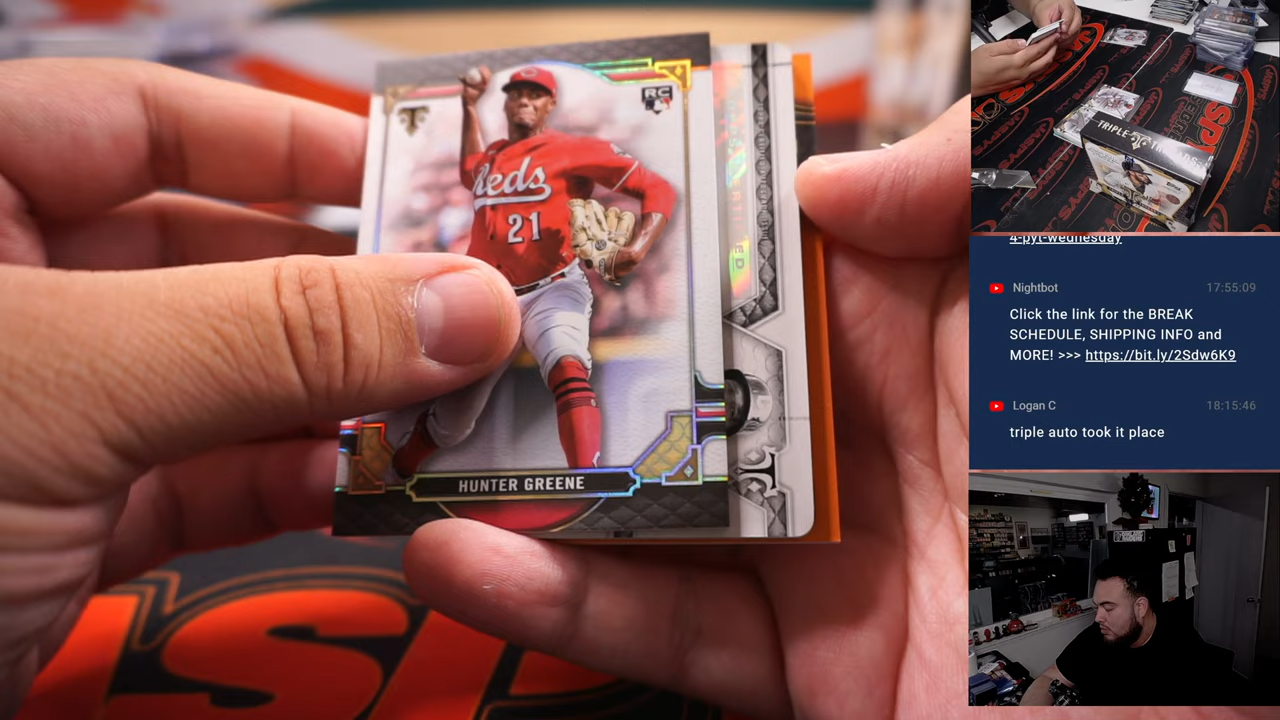 RC
Reds
21
HUNTER GREENE
TRIPLE
4-pyt-wednesday
Nightbot
17:55:09
Click the link for the BREAK
SCHEDULE, SHIPPING INFO and
MORE! >>> https://bit.ly/2Sdw6K9
Logan C
18:15:46
triple auto took it place